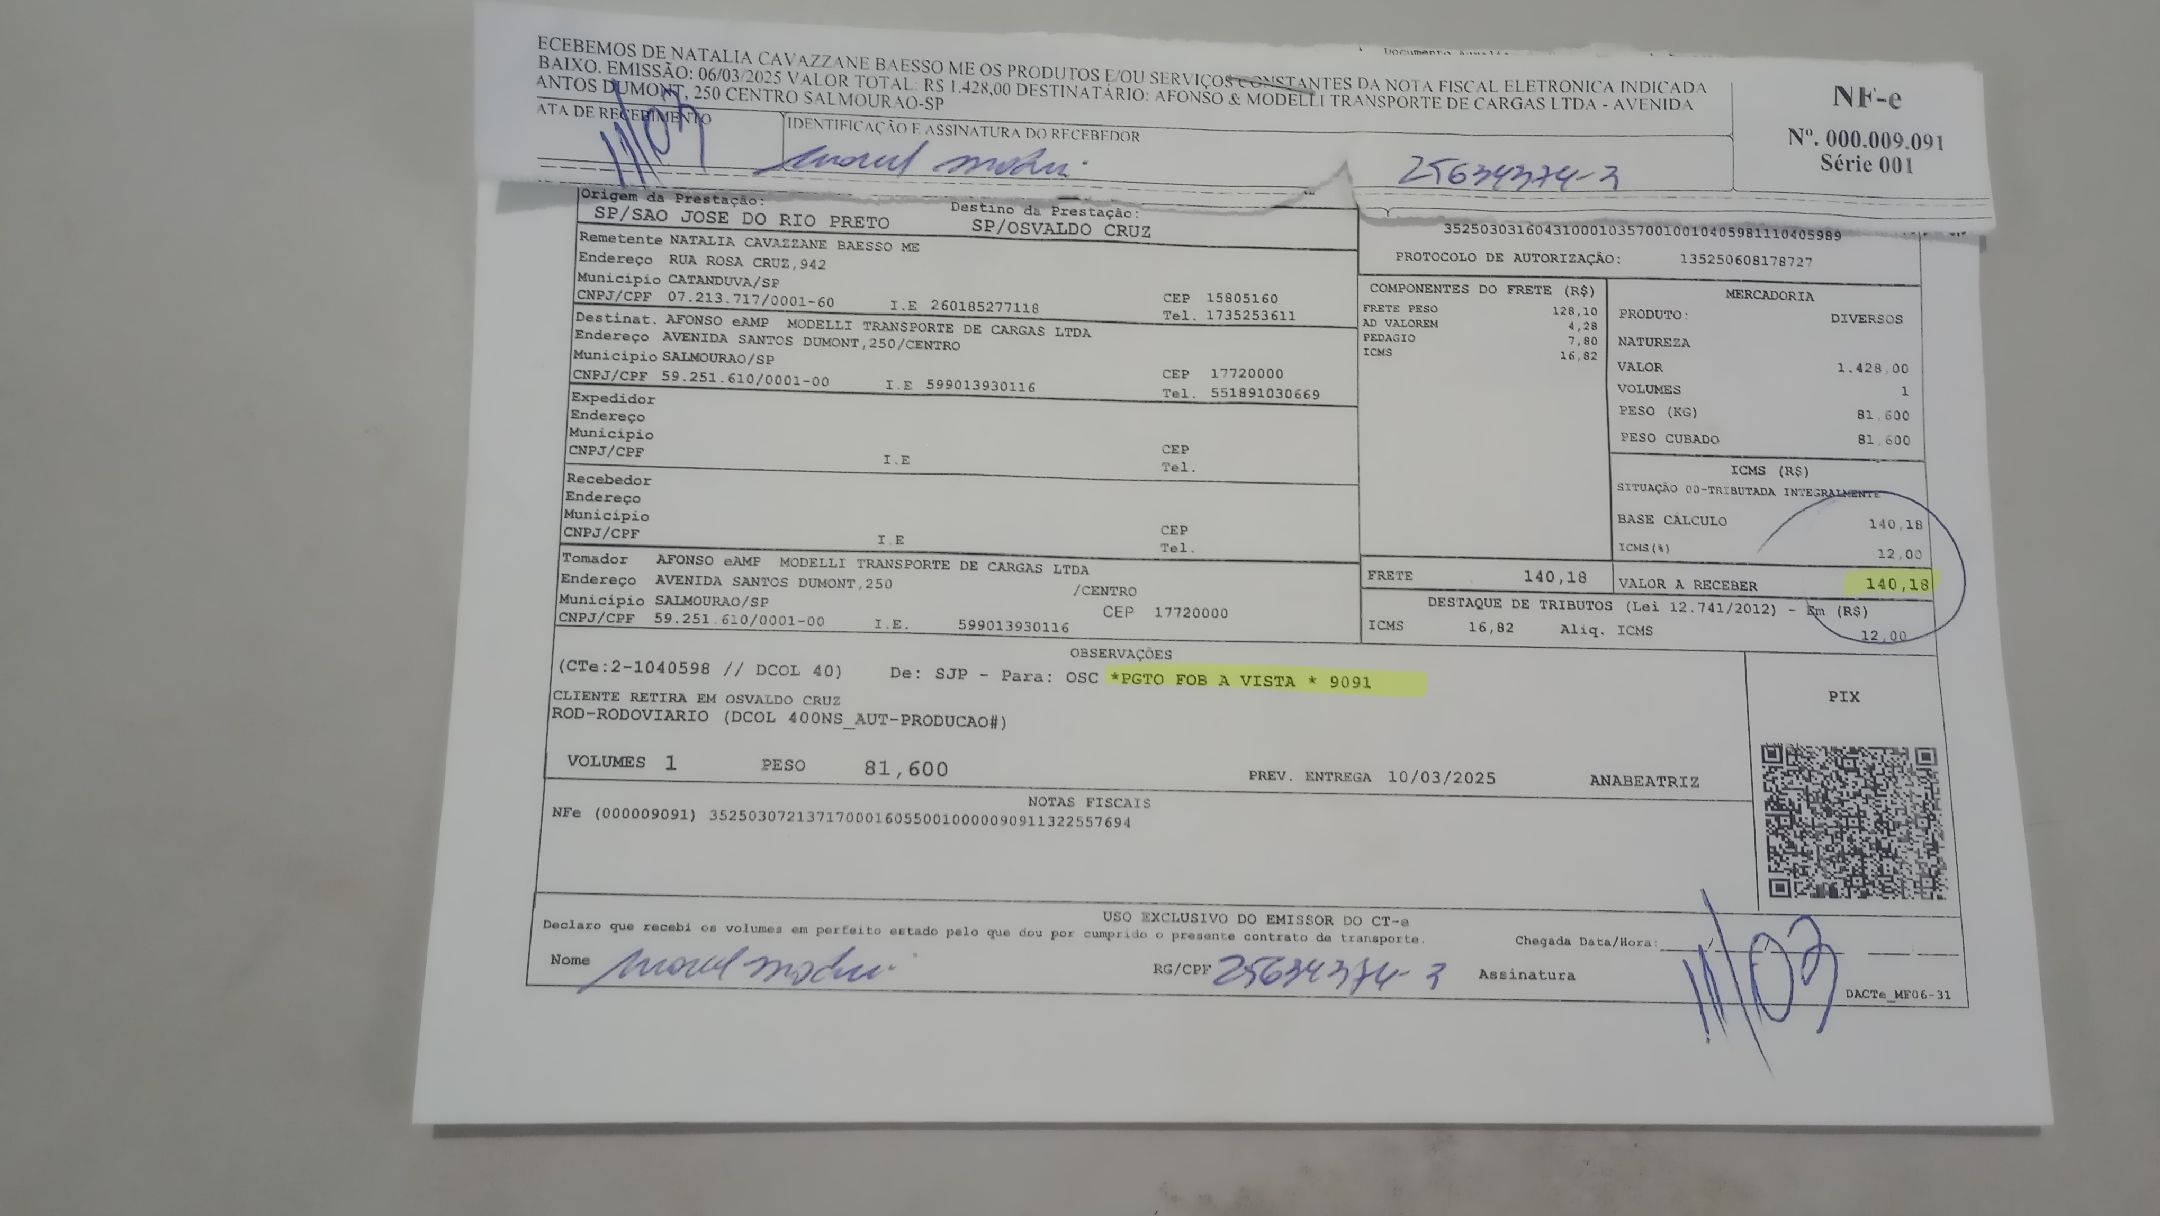 ECEBEMOS DE NATALIA CAVAZZANE BAESSO ME OS PRODUTOS E/OU SERVIÇOS CONSTANTES DA NOTA FISCAL ELETRONICA INDICADA
BAIXO. EMISSÃO: 06/03/2025 VALOR TOTAL: R$ 1.428,00 DESTINATÁRIO: AFONSO & MODELLI TRANSPORTE DE CARGAS LTDA - AVENIDA
ANTOS DUMONT, 250 CENTRO SALMOURAO-SP
ATA DE RECEBIMENTO
11/03
IDENTIFICAÇÃO E ASSINATURA DO RECEBEDOR
25634374-3
NF-e
Nº. 000.009.091
Série 001
Origem da Prestação:
SP/SAO JOSE DO RIO PRETO
Destino da Prestação:
SP/OSVALDO CRUZ
35250303160431000103570010010405981110405989
PROTOCOLO DE AUTORIZAÇÃO: 135250608178727
Remetente NATALIA CAVAZZANE BAESSO ME
Endereço RUA ROSA CRUZ,942
Municipio CATANDUVA/SP
CNPJ/CPF 07.213.717/0001-60 I.E 260185277118
CEP 15805160
Tel. 1735253611
Destinat. AFONSO eAMP MODELLI TRANSPORTE DE CARGAS LTDA
Endereço AVENIDA SANTOS DUMONT,250/CENTRO
Municipio SALMOURAO/SP
CNPJ/CPF 59.251.610/0001-00 I.E 599013930116
CEP 17720000
Tel. 551891030669
Expedidor
Endereço
Municipio
CNPJ/CPF I.E
CEP
Tel.
Recebedor
Endereço
Municipio
CNPJ/CPF I.E
CEP
Tel.
Tomador AFONSO eAMP MODELLI TRANSPORTE DE CARGAS LTDA
Endereço AVENIDA SANTOS DUMONT,250 /CENTRO
Municipio SALMOURAO/SP CEP 17720000
CNPJ/CPF 59.251.610/0001-00 I.E. 599013930116
COMPONENTES DO FRETE (R$)
FRETE PESO 128,10
AD VALOREM 4,28
PEDAGIO 7,80
ICMS 16,82
MERCADORIA
PRODUTO: DIVERSOS
NATUREZA
VALOR 1.428,00
VOLUMES 1
PESO (KG) 81,600
PESO CUBADO 81,600
ICMS (R$)
SITUAÇÃO 00-TRIBUTADA INTEGRALMENTE
BASE CÁLCULO 140,18
ICMS(%) 12,00
FRETE 140,18
VALOR A RECEBER 140,18
DESTAQUE DE TRIBUTOS (Lei 12.741/2012) - Em (R$)
ICMS 16,82 Aliq. ICMS 12,00
OBSERVAÇÕES
(CTe:2-1040598 // DCOL 40) De: SJP - Para: OSC *PGTO FOB A VISTA * 9091
CLIENTE RETIRA EM OSVALDO CRUZ
ROD-RODOVIARIO (DCOL 400NS_AUT-PRODUCAO#)
VOLUMES 1 PESO 81,600 PREV. ENTREGA 10/03/2025 ANABEATRIZ
PIX
NOTAS FISCAIS
NFe (000009091) 35250307213717000160550010000090911322557694
USO EXCLUSIVO DO EMISSOR DO CT-e
Declaro que recebi os volumes em perfeito estado pelo que dou por cumprido o presente contrato de transporte.
Chegada Data/Hora: / 11/03
Nome
RG/CPF 25634374-3 Assinatura
DACTe_MF06-31